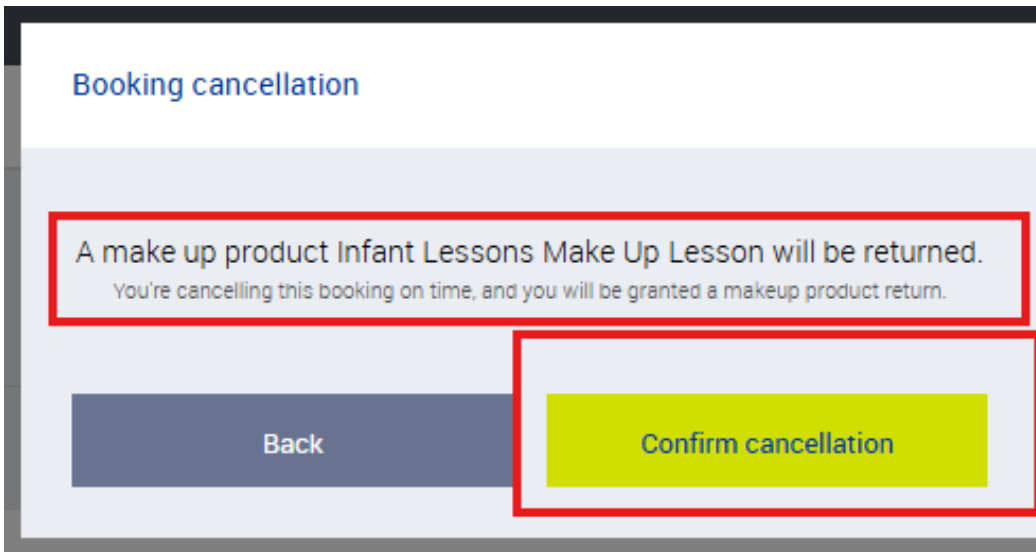 Booking cancellation
A make up product Infant Lessons Make Up Lesson will be returned.
You're cancelling this booking on time, and you will be granted a makeup product return.
Back
Confirm cancellation